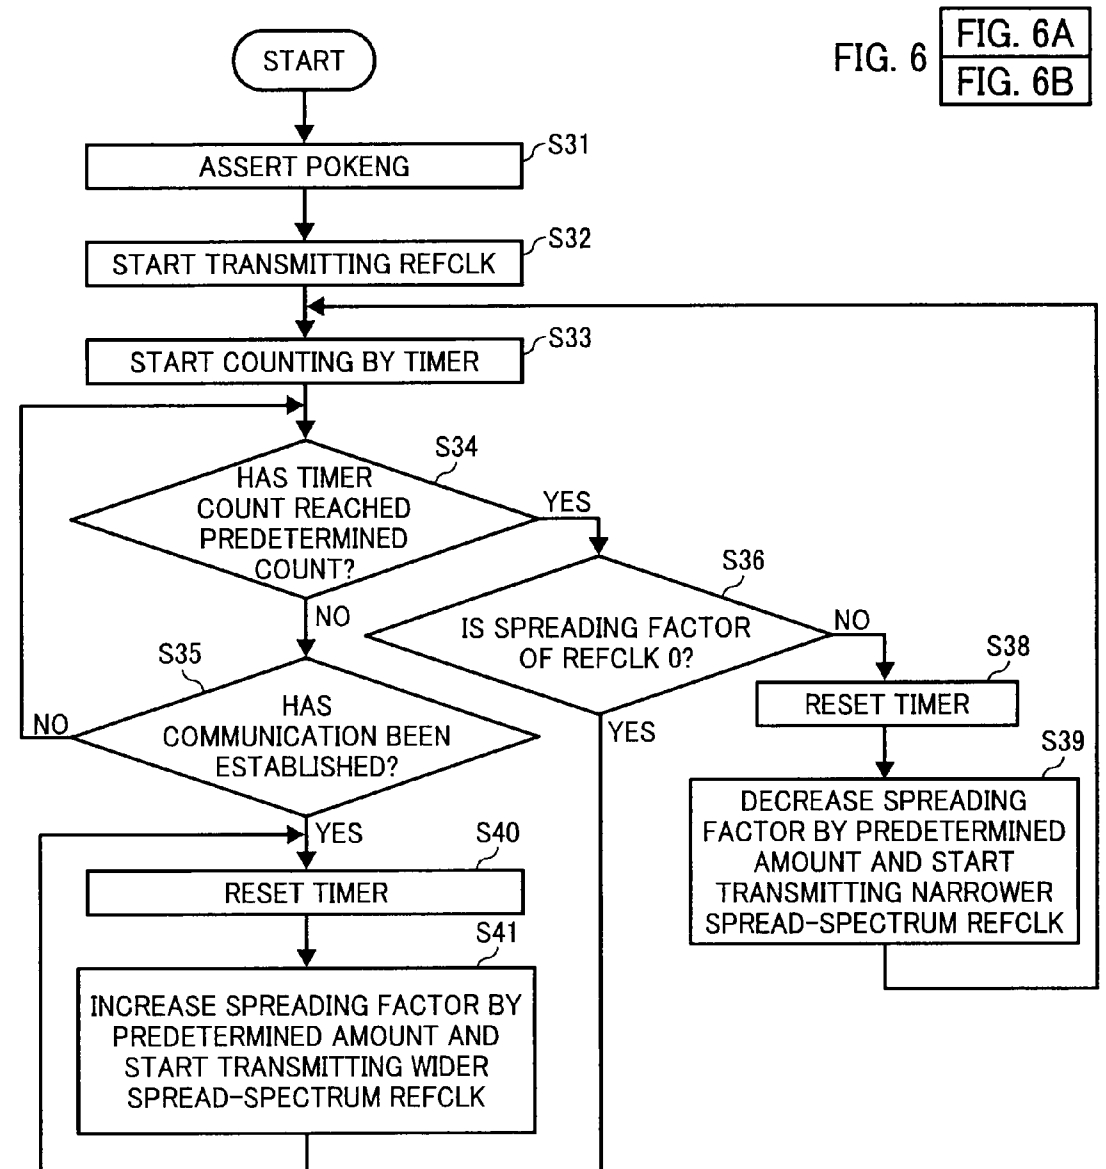 FIG. 6
FIG. 6A
FIG. 6B
START
S31
ASSERT POKENG
S32
START TRANSMITTING REFCLK
S33
START COUNTING BY TIMER
S34
HAS TIMER
COUNT REACHED
PREDETERMINED
COUNT?
YES
NO
S36
IS SPREADING FACTOR
OF REFCLK 0?
NO
YES
S35
HAS
COMMUNICATION BEEN
ESTABLISHED?
NO
YES
S38
RESET TIMER
S39
DECREASE SPREADING
FACTOR BY PREDETERMINED
AMOUNT AND START
TRANSMITTING NARROWER
SPREAD-SPECTRUM REFCLK
S40
RESET TIMER
S41
INCREASE SPREADING FACTOR BY
PREDETERMINED AMOUNT AND
START TRANSMITTING WIDER
SPREAD-SPECTRUM REFCLK